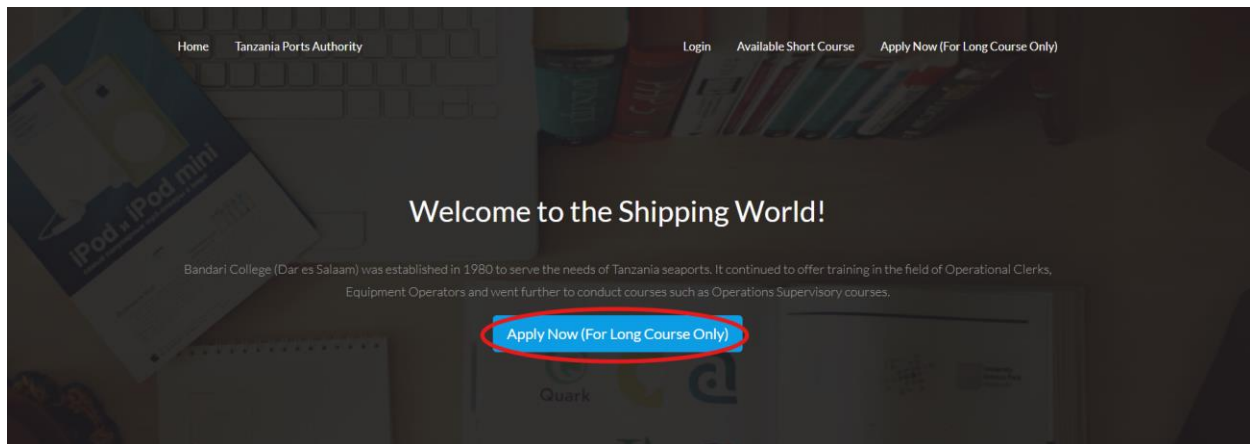 Home Tanzania Ports Authority Login Available Short Course Apply Now (For Long Course Only)
iPod и iPod mini
Welcome to the Shipping World!
Bandari College (Dar es Salaam) was established in 1980 to serve the needs of Tanzania seaports. It continued to offer training in the field of Operational Clerks,
Equipment Operators and went further to conduct courses such as Operations Supervisory courses.
Apply Now (For Long Course Only)
Quark